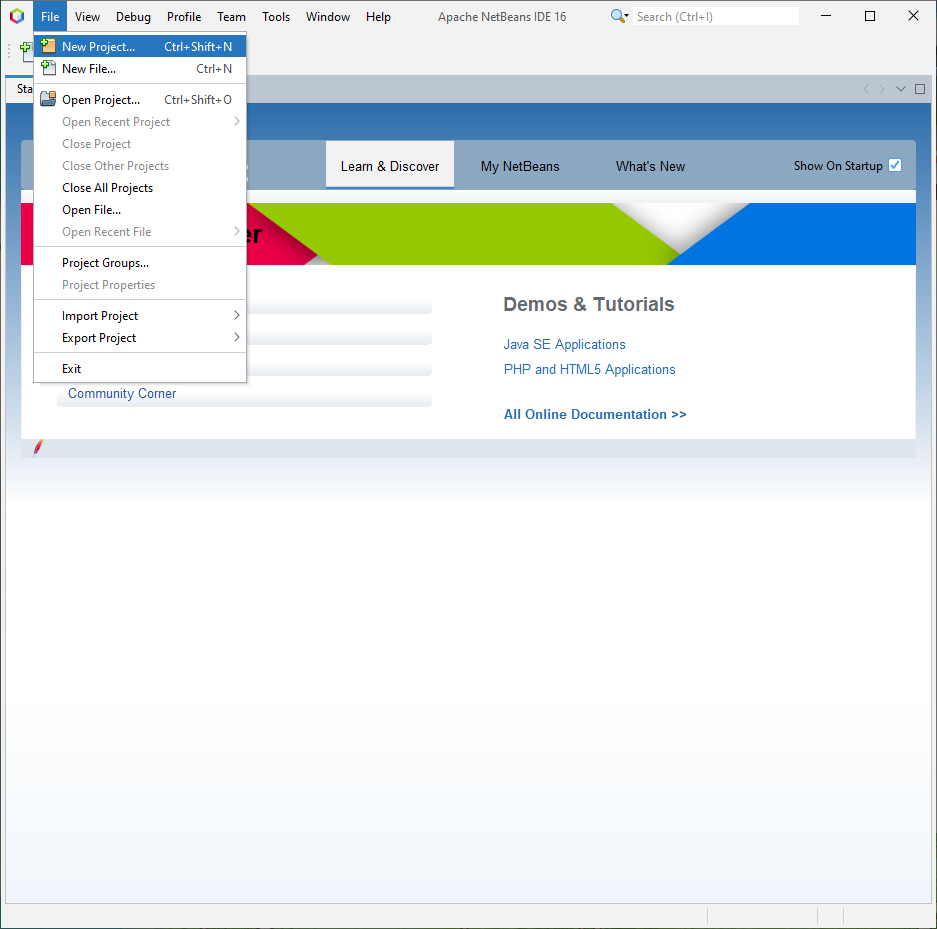 File View Debug Profile Team Tools Window Help Apache NetBeans IDE 16 Search (Ctrl+I)
New Project... Ctrl+Shift+N
New File... Ctrl+N
Open Project... Ctrl+Shift+O
Open Recent Project
Close Project
Close Other Projects
Close All Projects
Open File...
Open Recent File
Project Groups...
Project Properties
Import Project
Export Project
Exit
Learn & Discover My NetBeans What's New Show On Startup
Demos & Tutorials
Java SE Applications
PHP and HTML5 Applications
All Online Documentation >>
Community Corner